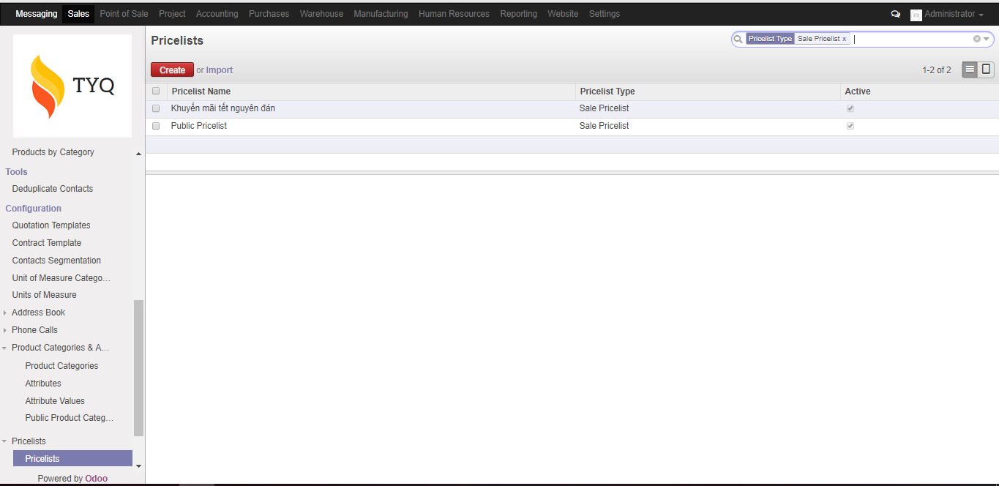 Messaging Sales Point of Sale Project Accounting Purchases Warehouse Manufacturing Human Resources Reporting Website Settings Administrator
TYQ
Products by Category
Tools
Deduplicate Contacts
Configuration
Quotation Templates
Contract Template
Contacts Segmentation
Unit of Measure Catego...
Units of Measure
Address Book
Phone Calls
Product Categories & A...
Product Categories
Attributes
Attribute Values
Public Product Categ...
Pricelists
Pricelists
Powered by Odoo
Pricelists
Pricelist Type Sale Pricelist x
Create or Import
1-2 of 2
Pricelist Name Pricelist Type Active
Khuyến mãi tết nguyên đán Sale Pricelist
Public Pricelist Sale Pricelist